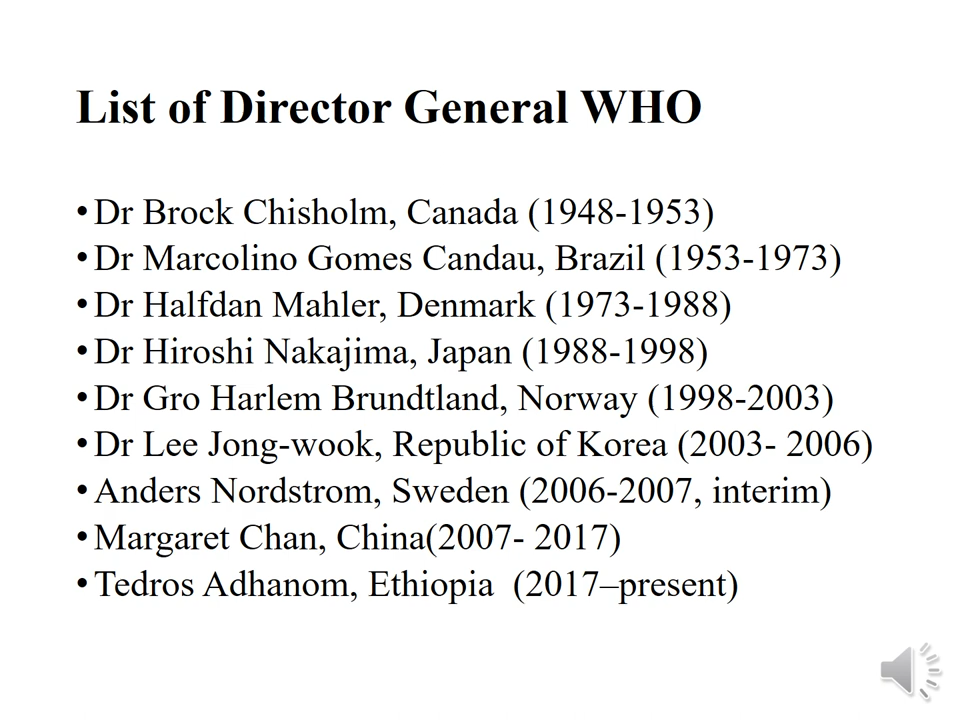 List of Director General WHO
• Dr Brock Chisholm, Canada (1948-1953)
• Dr Marcolino Gomes Candau, Brazil (1953-1973)
• Dr Halfdan Mahler, Denmark (1973-1988)
• Dr Hiroshi Nakajima, Japan (1988-1998)
• Dr Gro Harlem Brundtland, Norway (1998-2003)
• Dr Lee Jong-wook, Republic of Korea (2003- 2006)
• Anders Nordstrom, Sweden (2006-2007, interim)
• Margaret Chan, China(2007- 2017)
• Tedros Adhanom, Ethiopia  (2017–present)